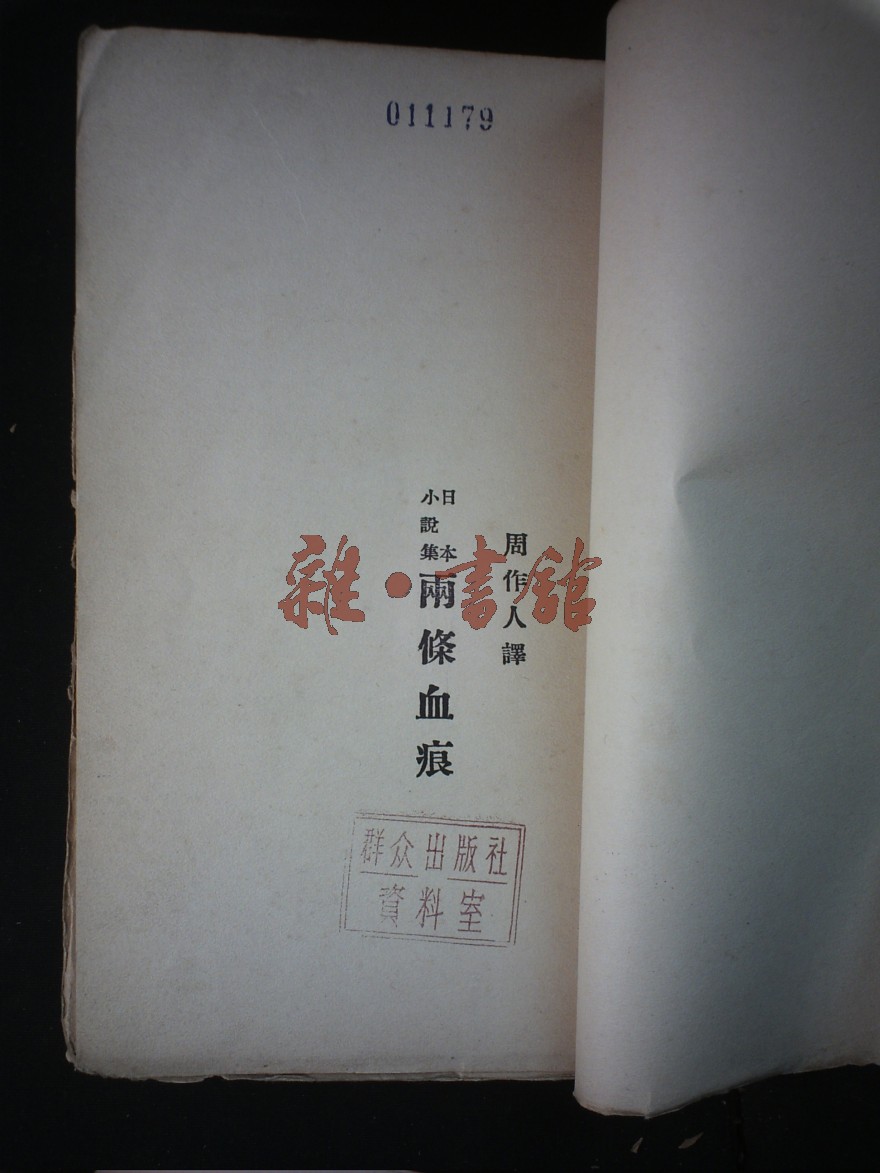 011179
周作人譯
日本
小說集
兩條血痕
雜·書館
群众出版社
資料室